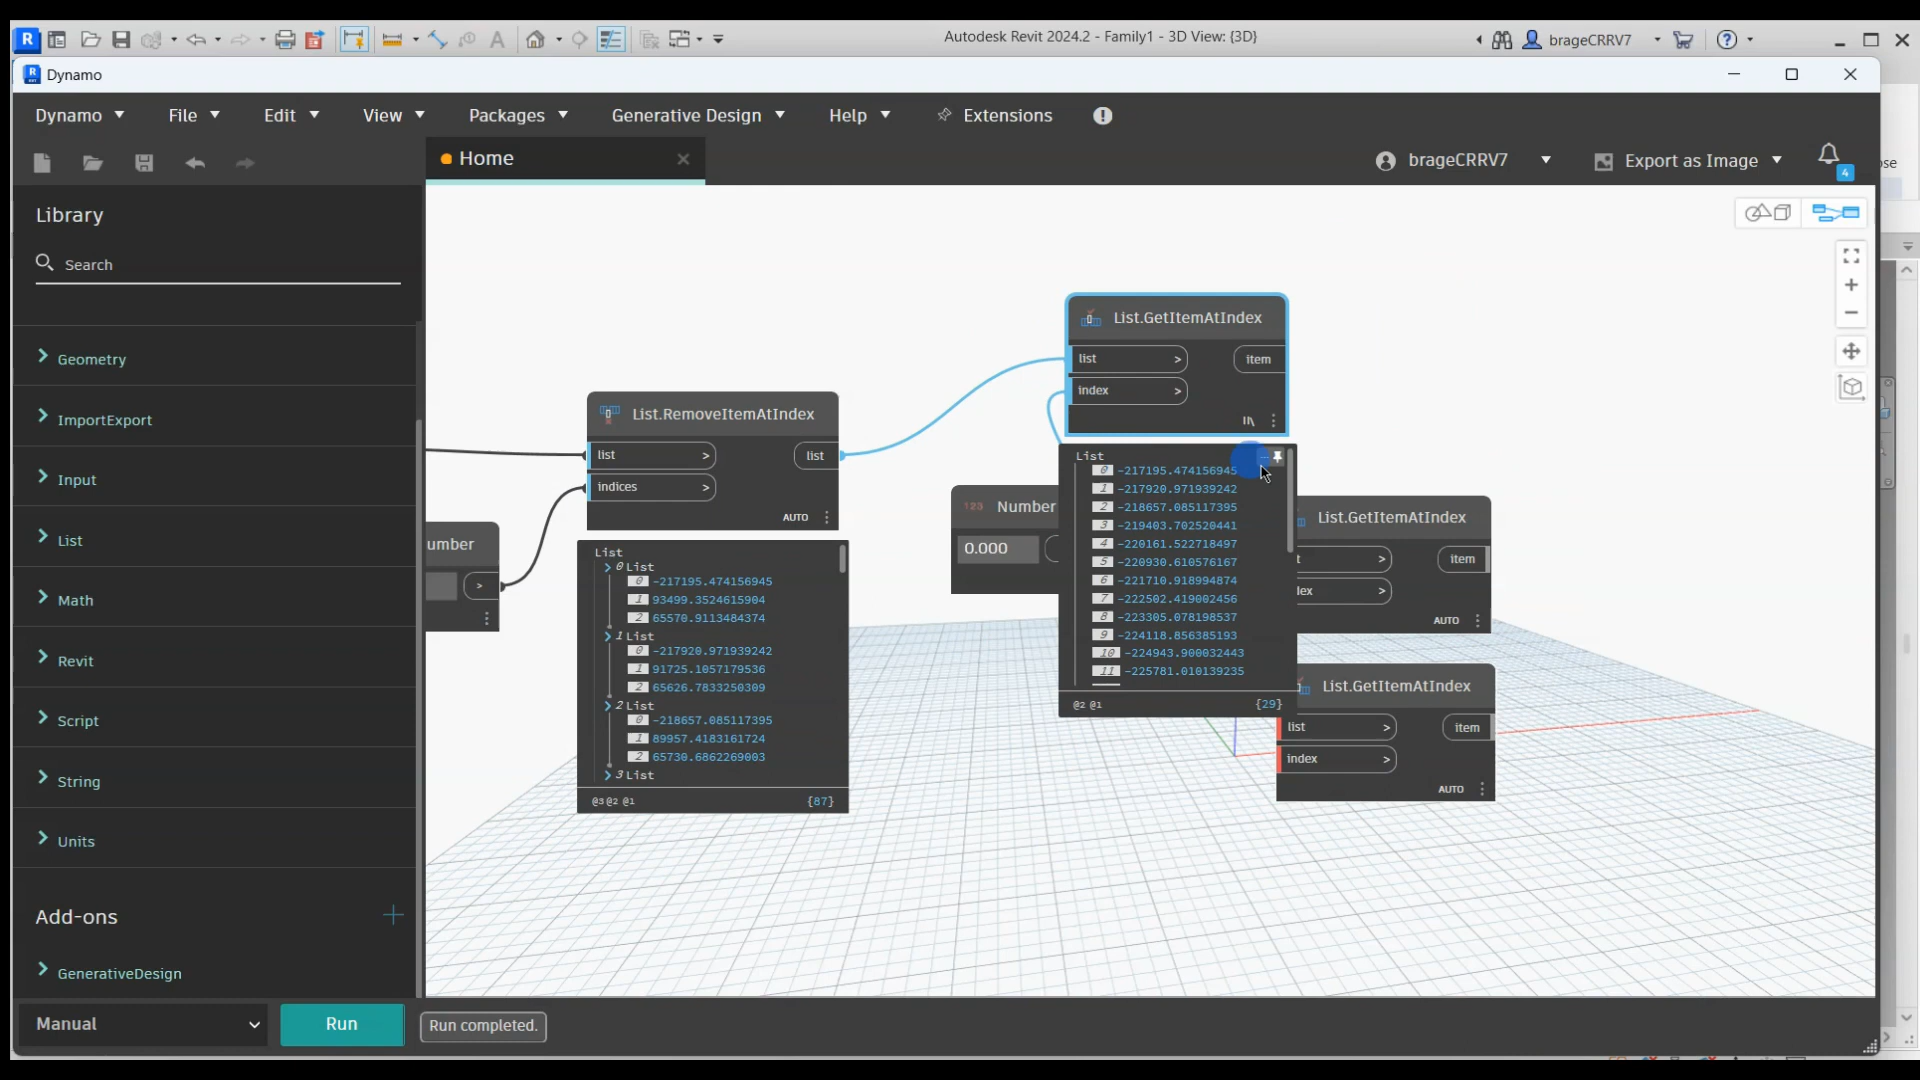 Autodesk Revit 2024.2 - Family1 - 3D View: {3D}
brageCRRV7
Dynamo
Dynamo File Edit View Packages Generative Design Help Extensions
Home
brageCRRV7
Export as Image
4
Library
Search
Geometry
ImportExport
Input
List
Math
Revit
Script
String
Units
Add-ons
GenerativeDesign
Manual
Run
Run completed.
umber
>
List.RemoveItemAtIndex
list >
list
indices >
AUTO
List
0 List
0 -217195.474156945
1 93499.3524615904
2 65570.9113484374
1 List
0 -217920.971939242
1 91725.1057179536
2 65626.7833250309
2 List
0 -218657.085117395
1 89957.4183161724
2 65730.6862269003
3 List
@3 @2 @1
{87}
123 Number
0.000
List.GetItemAtIndex
list >
item
index >
List
0 -217195.474156945
1 -217920.971939242
2 -218657.085117395
3 -219403.702520441
4 -220161.522718497
5 -220930.610576167
6 -221710.918994874
7 -222502.419002456
8 -223305.078198537
9 -224118.856385193
10 -224943.900032443
11 -225781.010139235
@2 @1
{29}
List.GetItemAtIndex
t >
item
lex >
AUTO
List.GetItemAtIndex
list >
item
index >
AUTO
ose